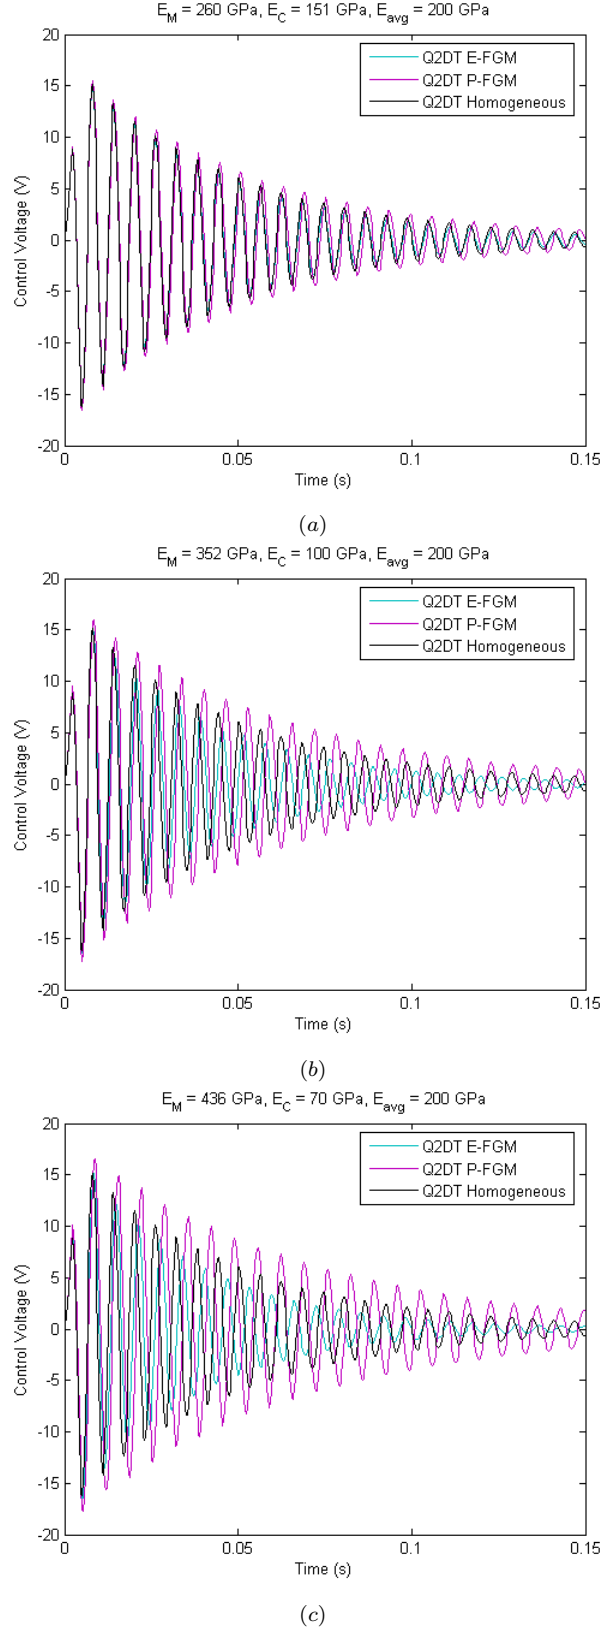 E_M = 260 GPa, E_C = 151 GPa, E_avg = 200 GPa
20
15
10
5
0
-5
-10
-15
-20
Control Voltage (V)
Q2DT E-FGM
Q2DT P-FGM
Q2DT Homogeneous
0 0.05 0.1 0.15
Time (s)
(a)
E_M = 352 GPa, E_C = 100 GPa, E_avg = 200 GPa
20
15
10
5
0
-5
-10
-15
-20
Control Voltage (V)
Q2DT E-FGM
Q2DT P-FGM
Q2DT Homogeneous
0 0.05 0.1 0.15
Time (s)
(b)
E_M = 436 GPa, E_C = 70 GPa, E_avg = 200 GPa
20
15
10
5
0
-5
-10
-15
-20
Control Voltage (V)
Q2DT E-FGM
Q2DT P-FGM
Q2DT Homogeneous
0 0.05 0.1 0.15
Time (s)
(c)